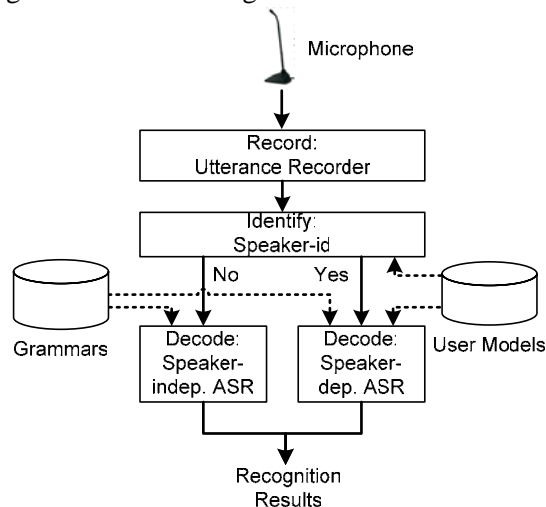 Microphone
Record:
Utterance Recorder
Identify:
Speaker-id
No
Yes
Grammars
User Models
Decode:
Speaker-
indep. ASR
Decode:
Speaker-
dep. ASR
Recognition
Results